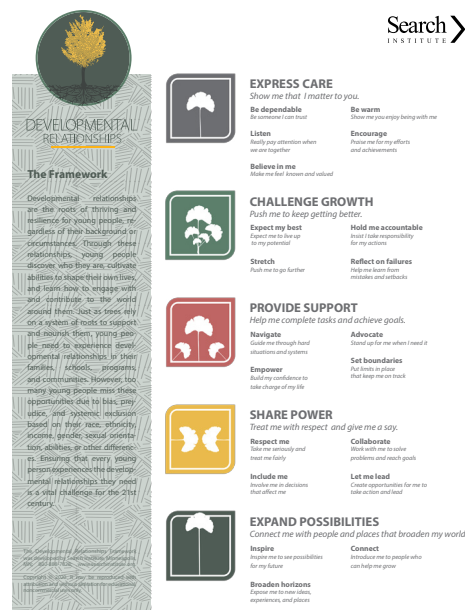 Search
INSTITUTE
DEVELOPMENTAL
RELATIONSHIPS
The Framework
Developmental relationships
are the roots of thriving and
resilience for young people, re-
gardless of their background or
circumstances. Through these
relationships, young people
discover who they are, cultivate
abilities to shape their own lives,
and learn how to engage with
and contribute to the world
around them. Just as trees rely
on a system of roots to support
and nourish them, young peo-
ple need to experience devel-
opmental relationships in their
families, schools, programs,
and communities. However, too
many young people miss these
opportunities due to bias, prej-
udice, and systemic exclusion
based on their race, ethnicity,
income, gender, sexual orienta-
tion, abilities, or other differenc-
es. Ensuring that every young
person experiences the develop-
mental relationships they need
is a vital challenge for the 21st
century.
The Developmental Relationships Framework
EXPRESS CARE
Show me that I matter to you.
Be dependable
Be someone I can trust
Be warm
Show me you enjoy being with me
Listen
Really pay attention when
we are together
Encourage
Praise me for my efforts
and achievements
Believe in me
Make me feel known and valued
CHALLENGE GROWTH
Push me to keep getting better.
Expect my best
Expect me to live up
to my potential
Hold me accountable
Insist I take responsibility
for my actions
Stretch
Push me to go further
Reflect on failures
Help me learn from
mistakes and setbacks
PROVIDE SUPPORT
Help me complete tasks and achieve goals.
Navigate
Guide me through hard
situations and systems
Advocate
Stand up for me when I need it
Empower
Build my confidence to
take charge of my life
Set boundaries
Put limits in place
that keep me on track
SHARE POWER
Treat me with respect and give me a say.
Respect me
Take me seriously and
treat me fairly
Collaborate
Work with me to solve
problems and reach goals
Include me
Involve me in decisions
that affect me
Let me lead
Create opportunities for me to
take action and lead
EXPAND POSSIBILITIES
Connect me with people and places that broaden my world
Inspire
Inspire me to see possibilities
for my future
Connect
Introduce me to people who
can help me grow
Broaden horizons
Expose me to new ideas,
experiences, and places